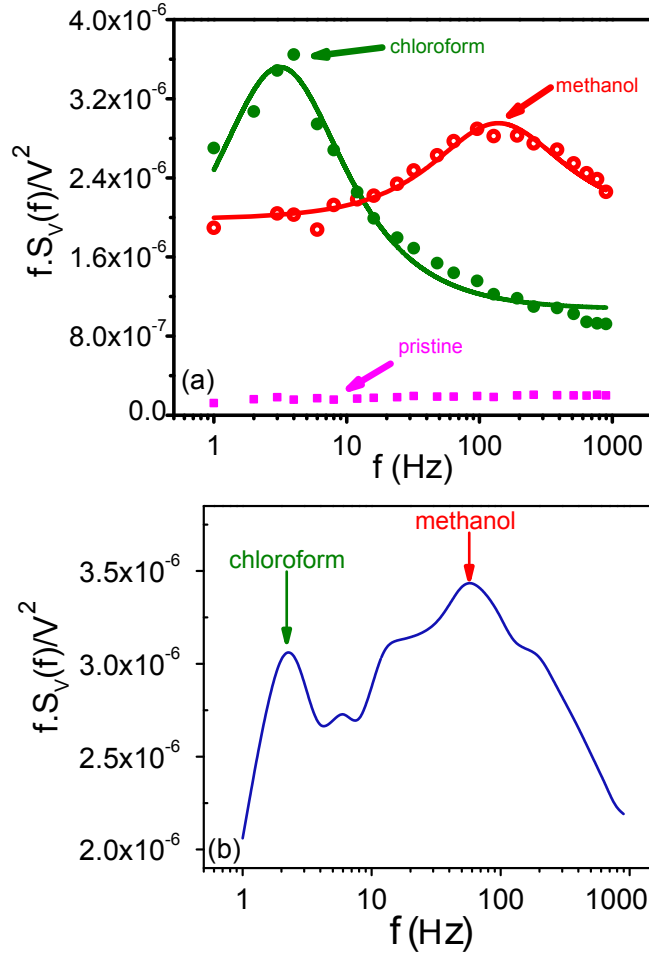 4.0x10⁻⁶
3.2x10⁻⁶
2.4x10⁻⁶
1.6x10⁻⁶
8.0x10⁻⁷
0.0
f.S_V(f)/V²
chloroform
methanol
pristine
(a)
1 10 100 1000
f (Hz)
methanol
chloroform
3.5x10⁻⁶
3.0x10⁻⁶
2.5x10⁻⁶
2.0x10⁻⁶
f.S_V(f)/V²
(b)
1 10 100 1000
f (Hz)